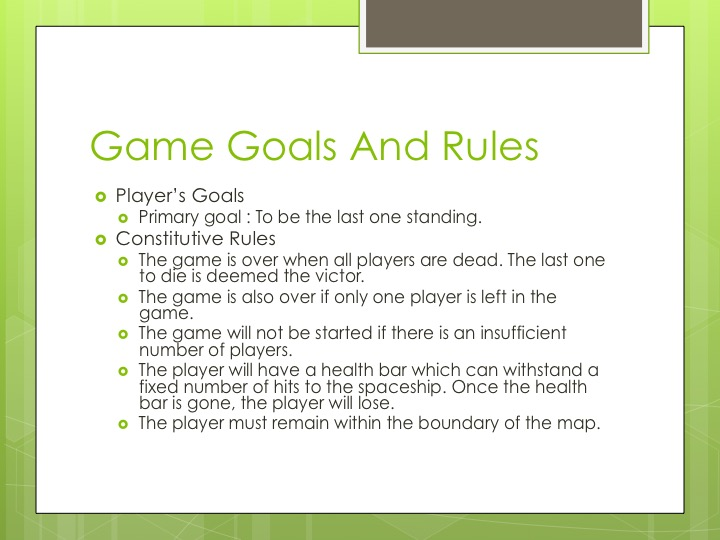 Game Goals And Rules
Player's Goals
Primary goal : To be the last one standing.
Constitutive Rules
The game is over when all players are dead. The last one
to die is deemed the victor.
The game is also over if only one player is left in the
game.
The game will not be started if there is an insufficient
number of players.
The player will have a health bar which can withstand a
fixed number of hits to the spaceship. Once the health
bar is gone, the player will lose.
The player must remain within the boundary of the map.